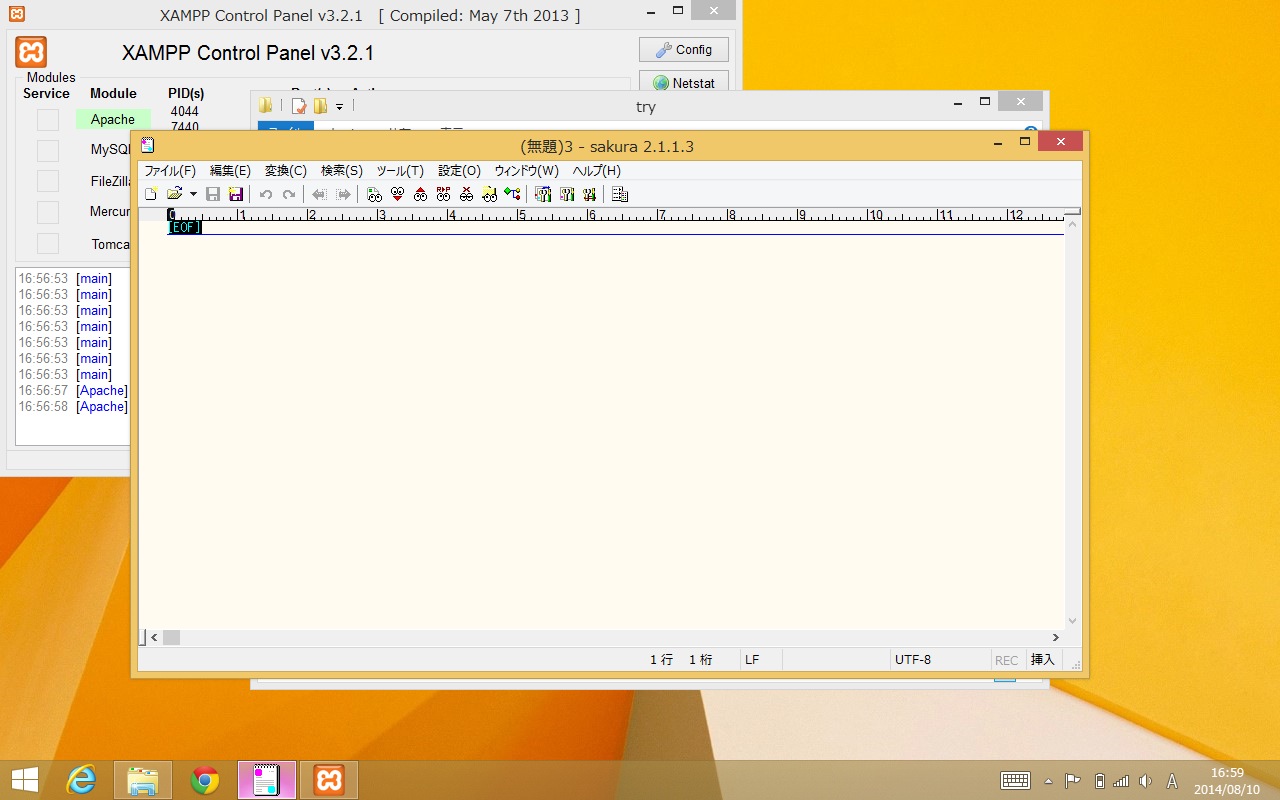 XAMPP Control Panel v3.2.1 [ Compiled: May 7th 2013 ]
XAMPP Control Panel v3.2.1
Config
Netstat
Modules
Service Module PID(s)
Apache 4044
7440
MySQL
FileZilla
Mercur
Tomca
16:56:53 [main]
16:56:53 [main]
16:56:53 [main]
16:56:53 [main]
16:56:53 [main]
16:56:53 [main]
16:56:53 [main]
16:56:57 [Apache]
16:56:58 [Apache]
try
(無題)3 - sakura 2.1.1.3
ファイル(F) 編集(E) 変換(C) 検索(S) ツール(T) 設定(O) ウィンドウ(W) ヘルプ(H)
0 1 2 3 4 5 6 7 8 9 10 11 12
[EOF]
1 行 1 桁 LF UTF-8 REC 挿入
A
16:59
2014/08/10